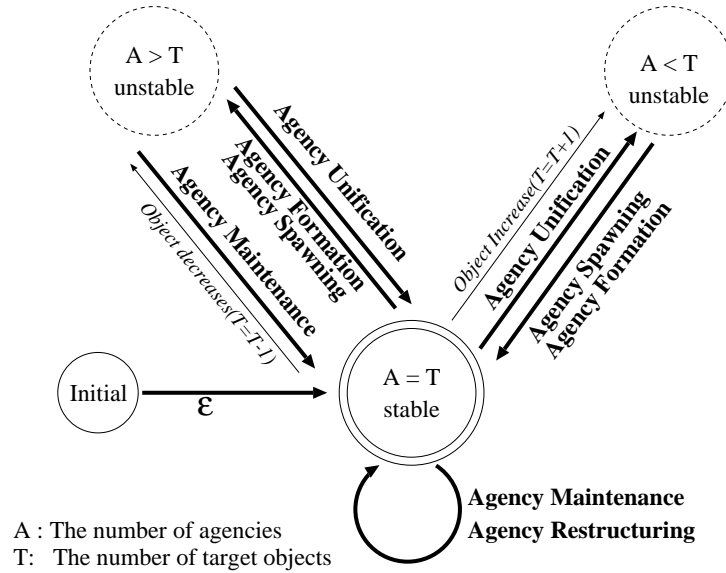 A > T
unstable
A < T
unstable
Agency Unification
Agency Formation
Agency Spawning
Agency Maintenance
Object decreases(T=T-1)
Object Increase(T=T+1)
Agency Unification
Agency Spawning
Agency Formation
Initial
ε
A = T
stable
Agency Maintenance
Agency Restructuring
A : The number of agencies
T: The number of target objects